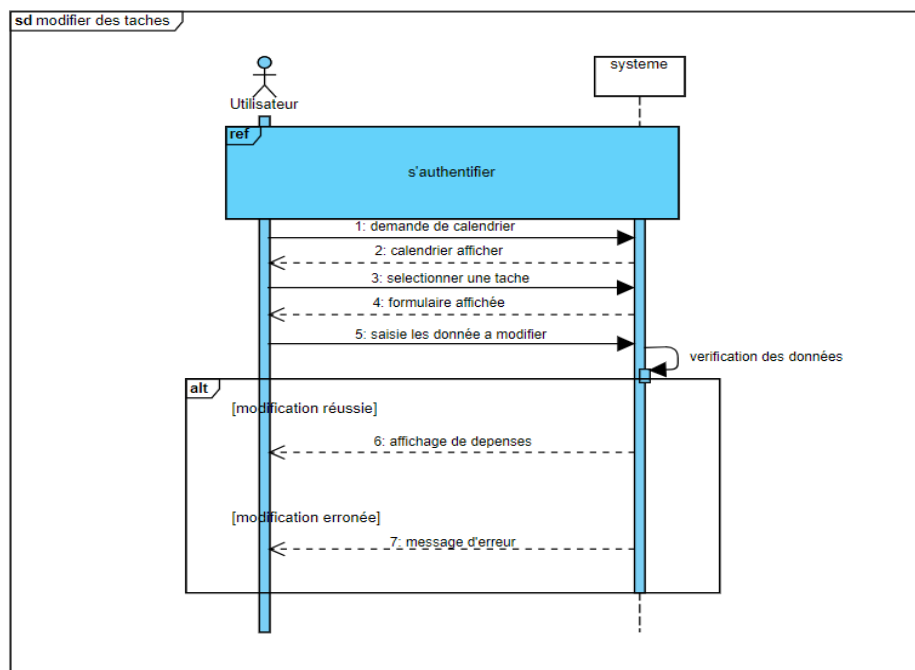 sd modifier des taches
systeme
Utilisateur
ref
s'authentifier
1: demande de calendrier
2: calendrier afficher
3: selectionner une tache
4: formulaire affichée
5: saisie les donnée a modifier
verification des données
alt
[modification réussie]
6: affichage de depenses
[modification erronée]
7: message d'erreur